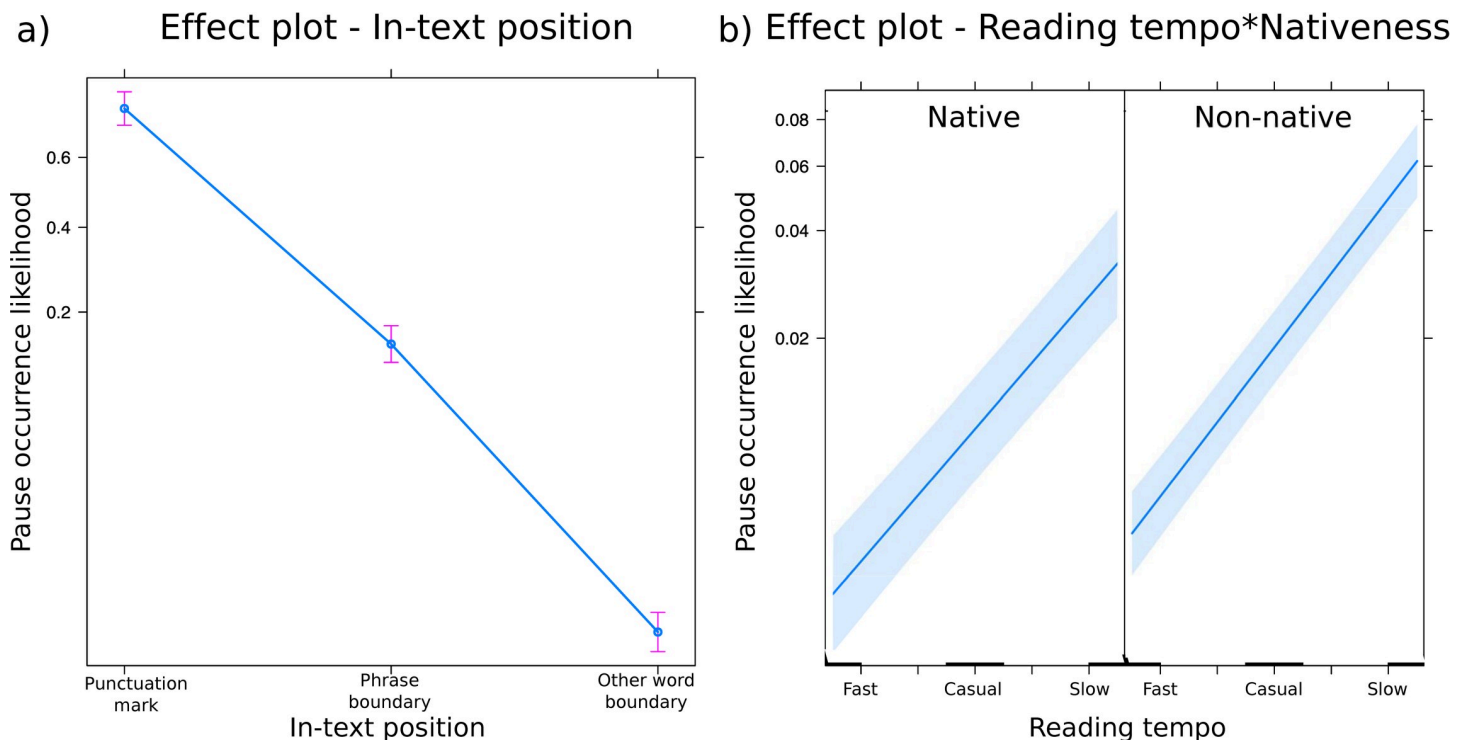 a) Effect plot - In-text position
Pause occurrence likelihood
0.6
0.4
0.2
Punctuation
mark
Phrase
boundary
Other word
boundary
In-text position
b) Effect plot - Reading tempo*Nativeness
Pause occurrence likelihood
0.08
0.06
0.04
0.02
Native
Non-native
Fast
Casual
Slow
Fast
Casual
Slow
Reading tempo